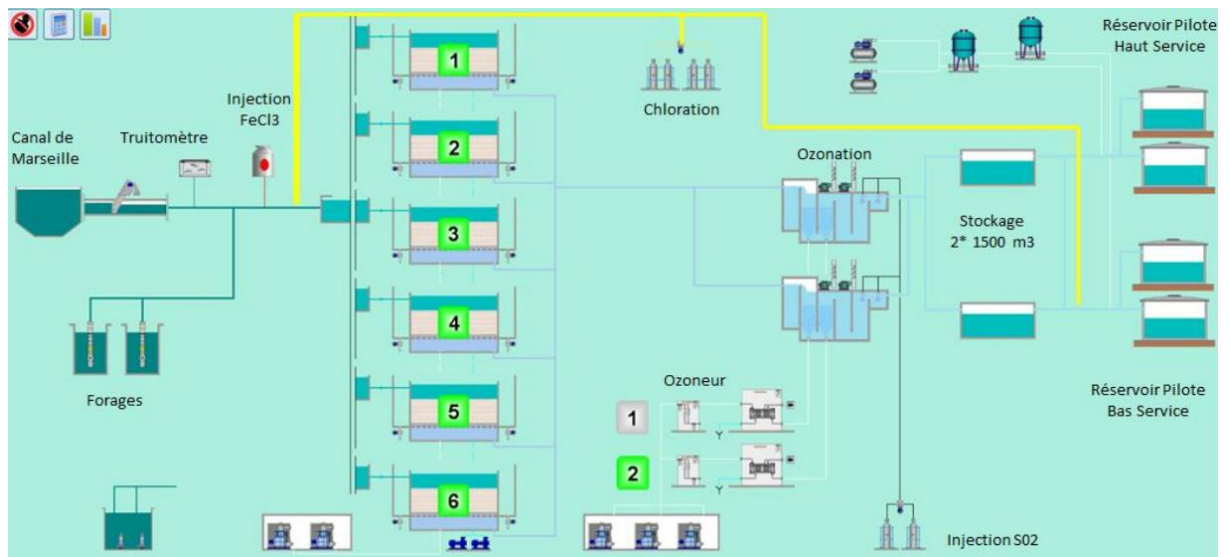 Réservoir Pilote
Haut Service
1
Injection
FeCl3
Chloration
Canal de
Marseille
Truitomètre
2
Ozonation
3
Stockage
2* 1500 m3
4
Forages
5
Ozoneur
1
Réservoir Pilote
Bas Service
2
6
Injection S02